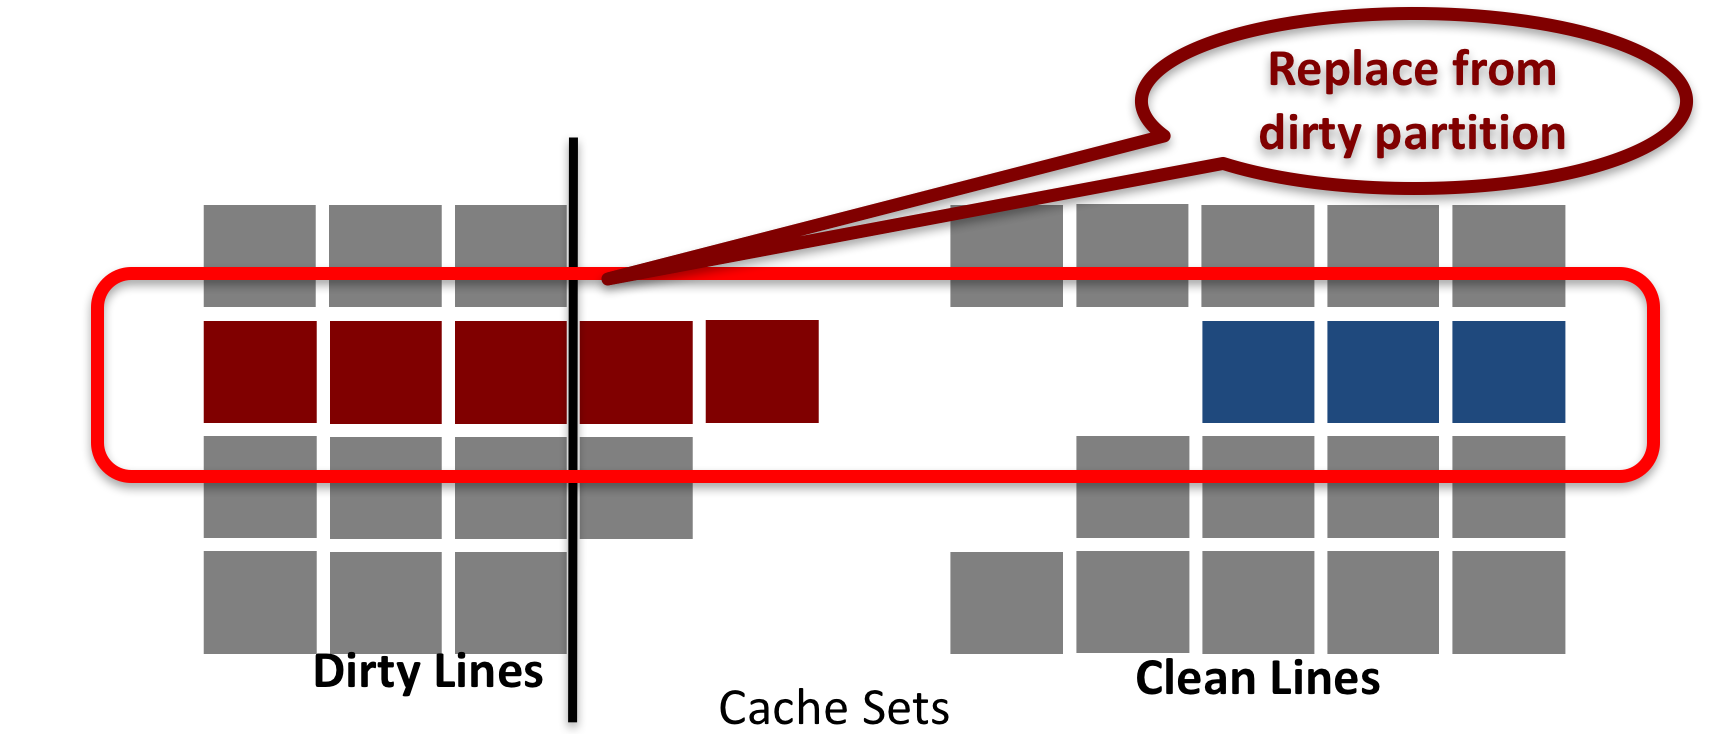 Replace from
dirty partition
Dirty Lines
Clean Lines
Cache Sets